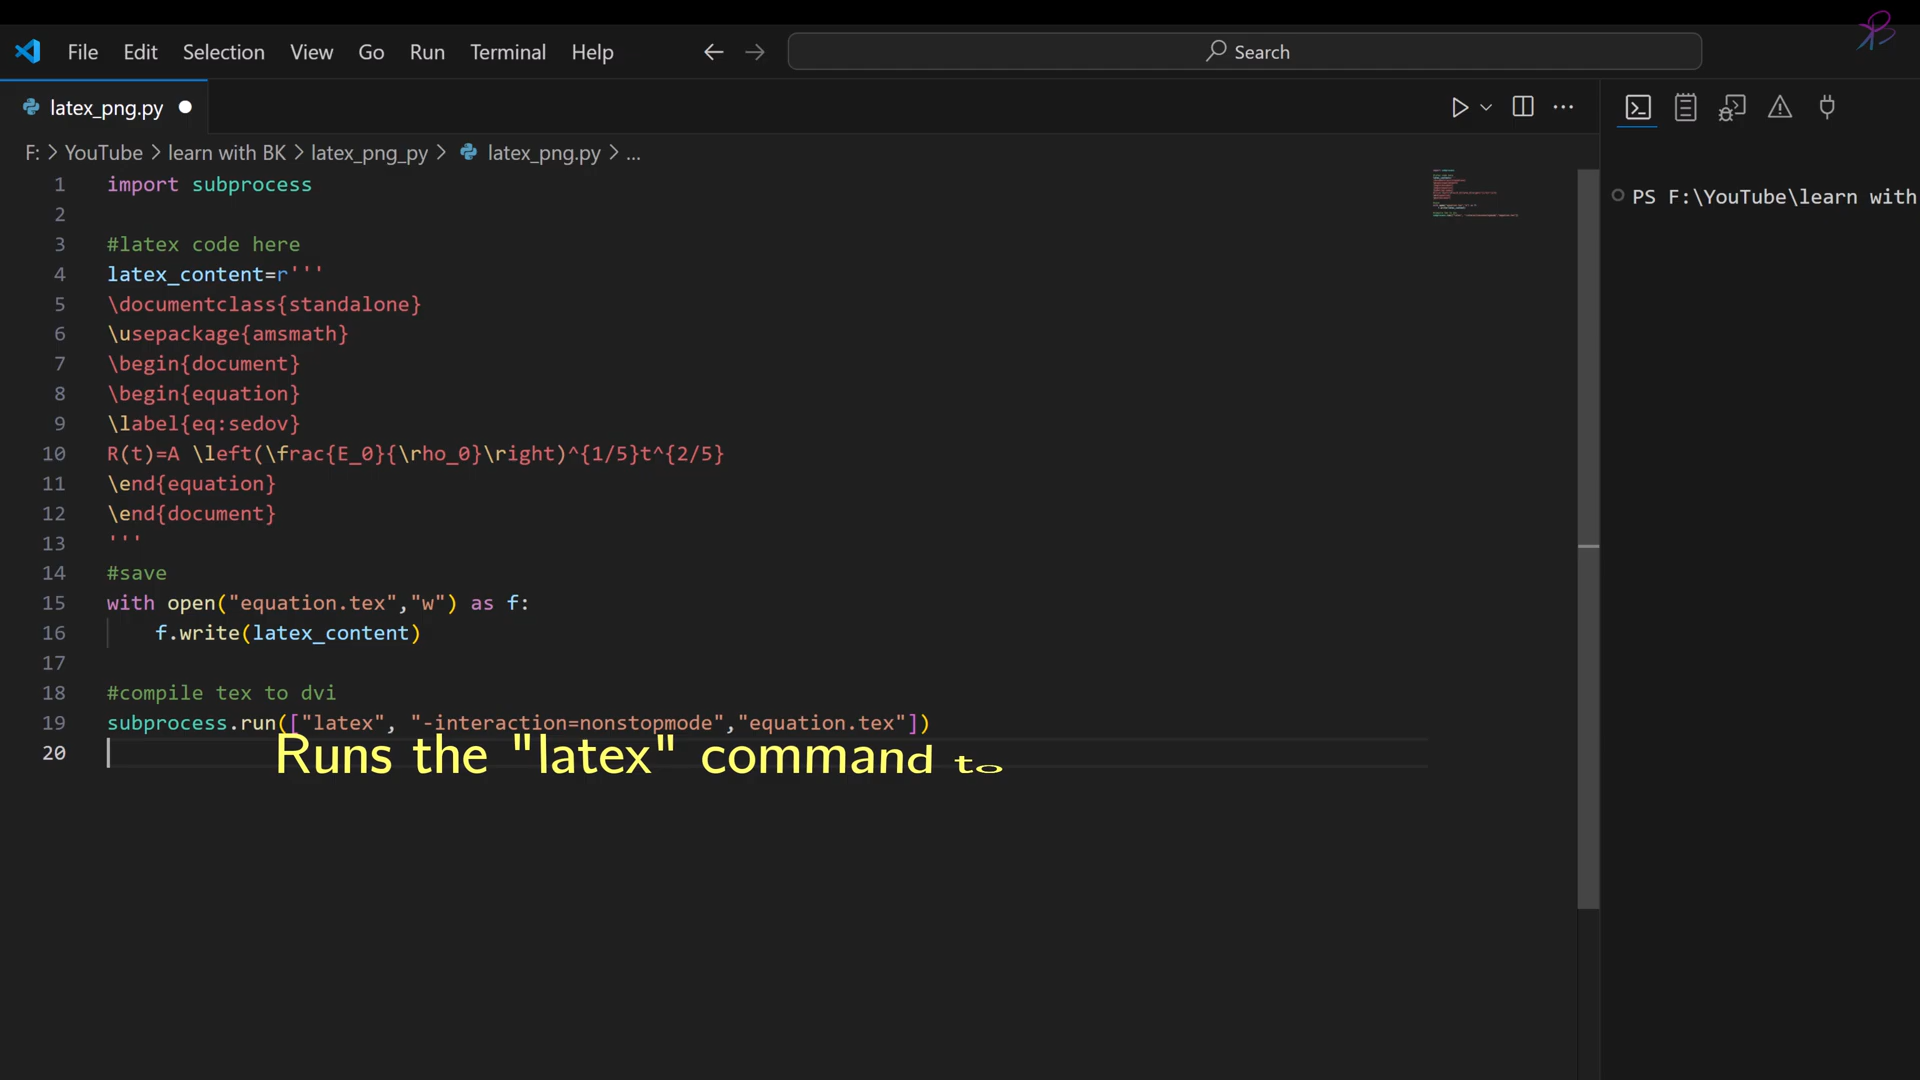 File Edit Selection View Go Run Terminal Help Search
latex_png.py
F: > YouTube > learn with BK > latex_png_py > latex_png.py > ...
1 import subprocess
2
3 #latex code here
4 latex_content=r'''
5 \documentclass{standalone}
6 \usepackage{amsmath}
7 \begin{document}
8 \begin{equation}
9 \label{eq:sedov}
10 R(t)=A \left(\frac{E_0}{\rho_0}\right)^{1/5}t^{2/5}
11 \end{equation}
12 \end{document}
13 '''
14 #save
15 with open("equation.tex","w") as f:
16     f.write(latex_content)
17
18 #compile tex to dvi
19 subprocess.run(["latex", "-interaction=nonstopmode","equation.tex"])
20
Runs the "latex" command to
PS F:\YouTube\learn with